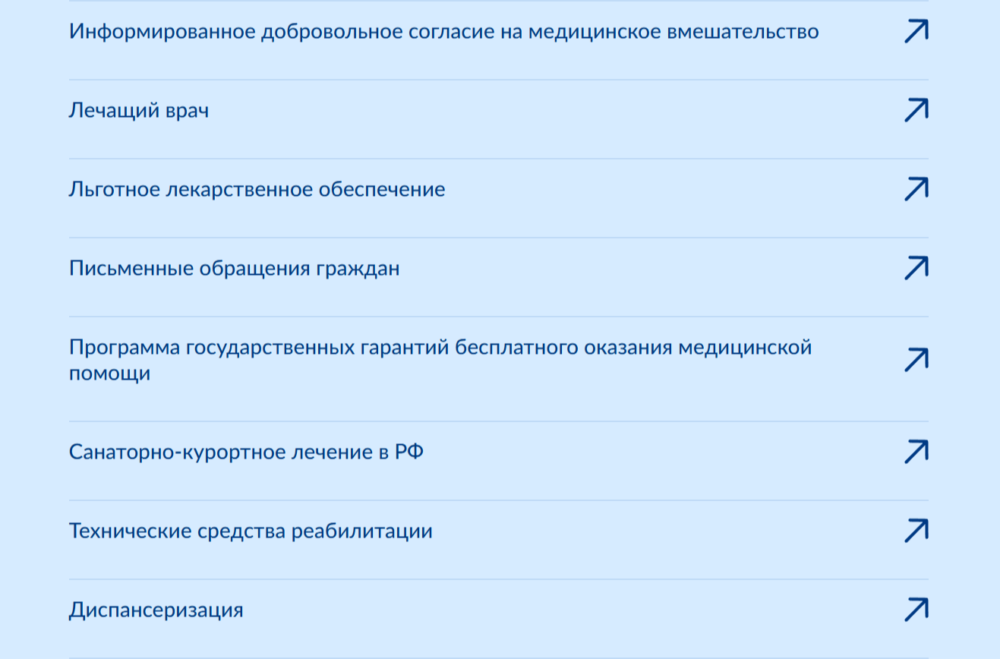 Информированное добровольное согласие на медицинское вмешательство
Лечащий врач
Льготное лекарственное обеспечение
Письменные обращения граждан
Программа государственных гарантий бесплатного оказания медицинской
помощи
Санаторно-курортное лечение в РФ
Технические средства реабилитации
Диспансеризация